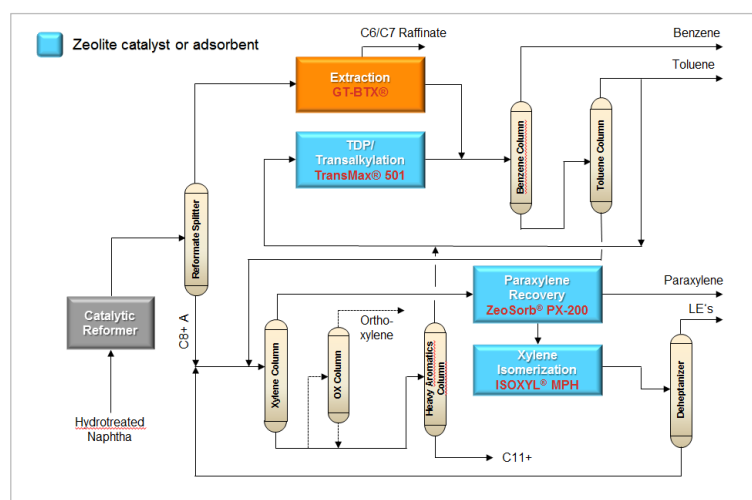 Zeolite catalyst or adsorbent
C6/C7 Raffinate
Benzene
Toluene
Extraction
GT-BTX®
TDP/
Transalkylation
TransMax® 501
Benzene Column
Toluene Column
Reformate Splitter
Catalytic
Reformer
C8+ A
Hydrotreated
Naphtha
Xylene Column
OX Column
Ortho-
xylene
Heavy Aromatics
Column
Paraxylene
Recovery
ZeoSorb® PX-200
Paraxylene
LE's
Xylene
Isomerization
ISOXYL® MPH
Deheptanizer
C11+